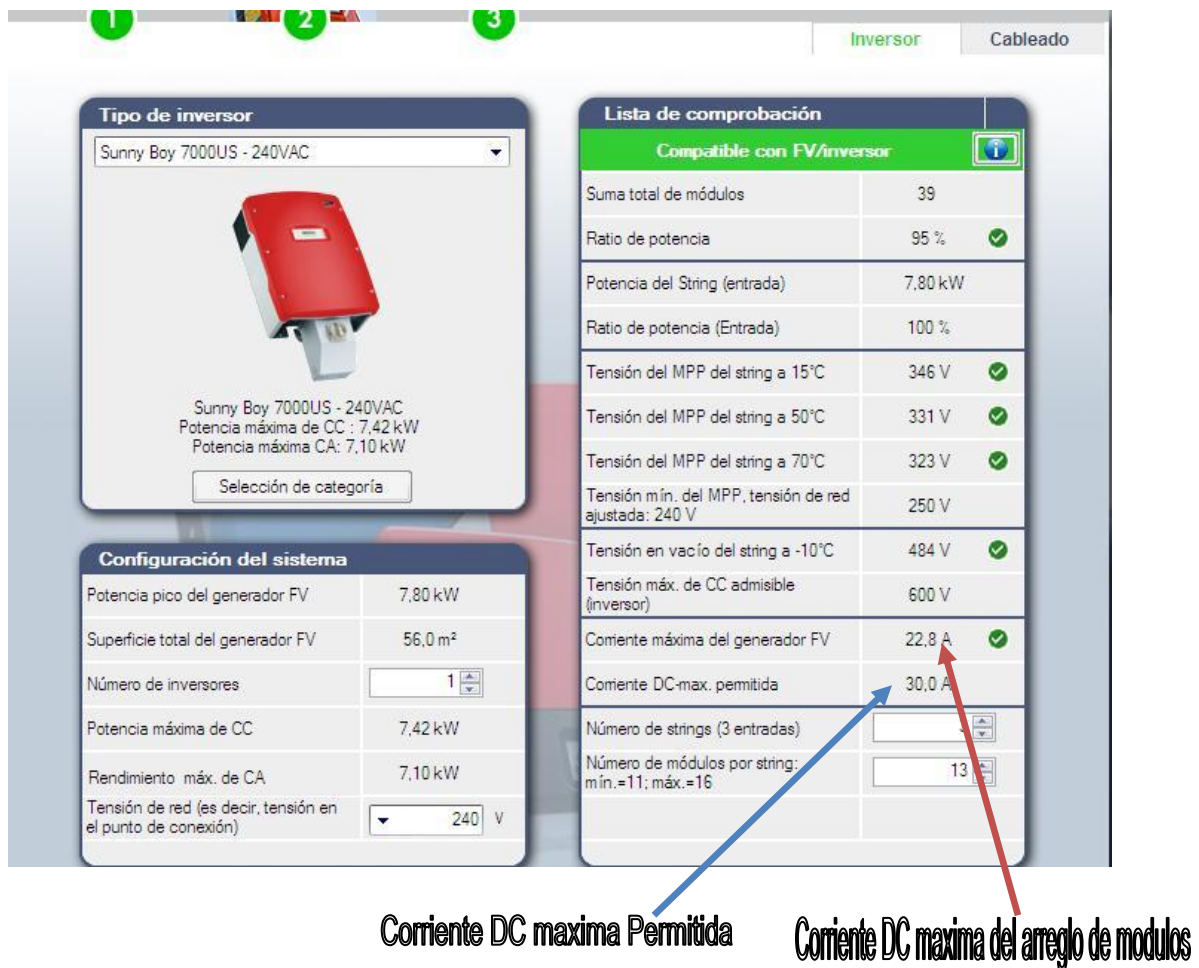 1
2
3
Inversor
Cableado
Tipo de inversor
Sunny Boy 7000US - 240VAC
Sunny Boy 7000US - 240VAC
Potencia máxima de CC : 7,42 kW
Potencia máxima CA: 7,10 kW
Selección de categoría
Configuración del sistema
Potencia pico del generador FV 7,80 kW
Superficie total del generador FV 56,0 m²
Número de inversores 1
Potencia máxima de CC 7,42 kW
Rendimiento máx. de CA 7,10 kW
Tensión de red (es decir, tensión en
el punto de conexión) 240 V
Lista de comprobación
Compatible con FV/inversor
Suma total de módulos 39
Ratio de potencia 95 %
Potencia del String (entrada) 7,80 kW
Ratio de potencia (Entrada) 100 %
Tensión del MPP del string a 15°C 346 V
Tensión del MPP del string a 50°C 331 V
Tensión del MPP del string a 70°C 323 V
Tensión mín. del MPP, tensión de red
ajustada: 240 V 250 V
Tensión en vacío del string a -10°C 484 V
Tensión máx. de CC admisible
(inversor) 600 V
Corriente máxima del generador FV 22,8 A
Corriente DC-max. permitida 30,0 A
Número de strings (3 entradas)
Número de módulos por string:
mín.=11; máx.=16 13
Corriente DC maxima Permitida
Corriente DC maxima del arreglo de modulos